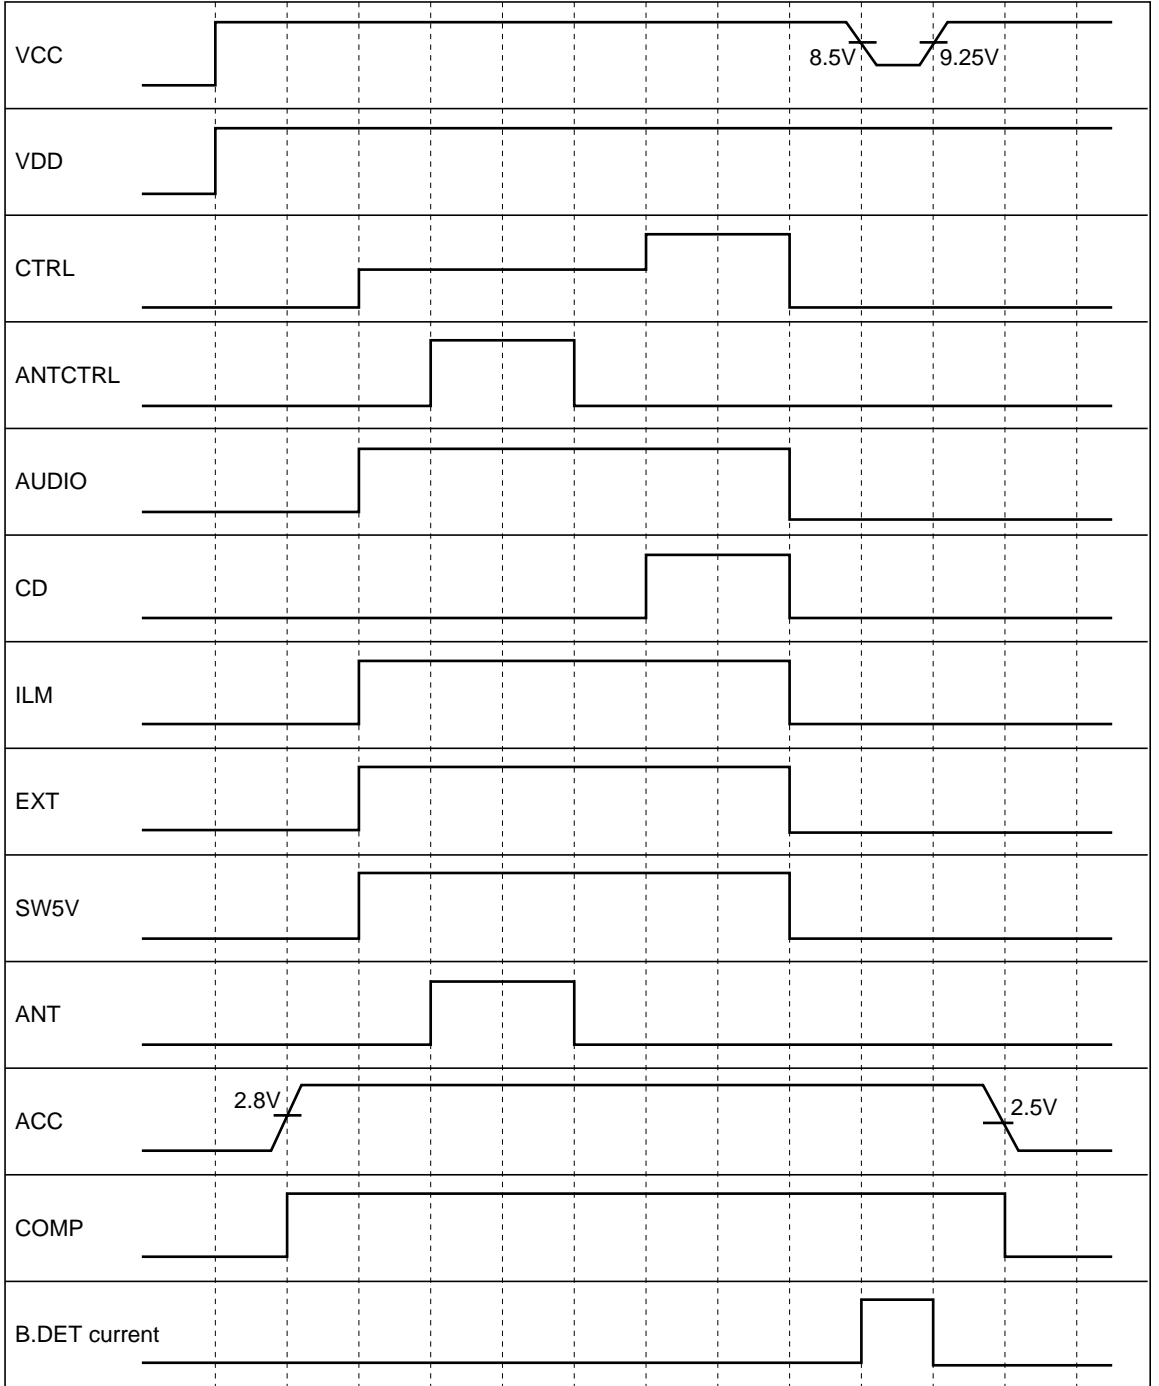 VCC
8.5V
9.25V
VDD
CTRL
ANTCTRL
AUDIO
CD
ILM
EXT
SW5V
ANT
ACC
2.8V
2.5V
COMP
B.DET current